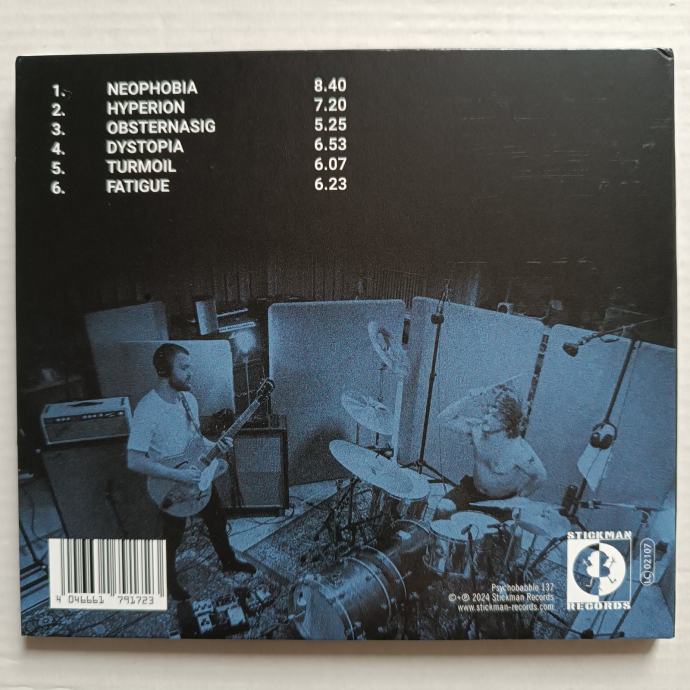 1. NEOPHOBIA 8.40
2. HYPERION 7.20
3. OBSTERNASIG 5.25
4. DYSTOPIA 6.53
5. TURMOIL 6.07
6. FATIGUE 6.23
4 046661 791723
Psychobabble 137
©+℗ 2024 Stickman Records
www.stickman-records.com
STICKMAN
RECORDS
LC 02107